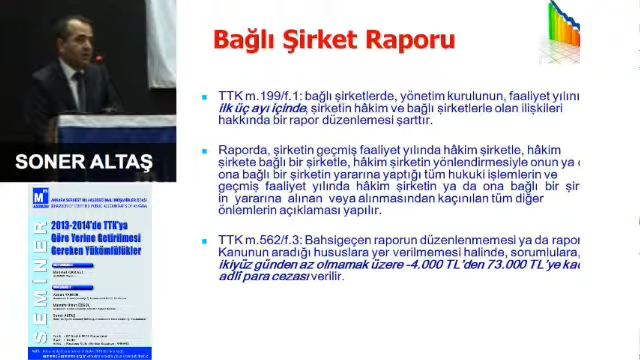 Bağlı Şirket Raporu
TTK m.199/f.1: bağlı şirketlerde, yönetim kurulunun, faaliyet yılını
ilk üç ayı içinde, şirketin hâkim ve bağlı şirketlerle olan ilişkileri
hakkında bir rapor düzenlemesi şarttır.
Raporda, şirketin geçmiş faaliyet yılında hâkim şirketle, hâkim
şirkete bağlı bir şirketle, hâkim şirketin yönlendirmesiyle onun ya
ona bağlı bir şirketin yararına yaptığı tüm hukuki işlemlerin ve
geçmiş faaliyet yılında hâkim şirketin ya da ona bağlı bir
in yararına alınan veya alınmasından kaçınılan tüm diğer
önlemlerin açıklaması yapılır.
TTK m.562/f.3: Bahsigeçen raporun düzenlenmemesi ya da rapor
Kanunun aradığı hususlara yer verilmemesi halinde, sorumlulara,
ikiyüz günden az olmamak üzere -4.000 TL'den 73.000 TL'ye
adlî para cezası verilir.
SONER ALTAŞ
SEMİNER
2013-2014'de TTK'ya
Göre Yerine Getirilmesi
Gereken Yükümlülükler